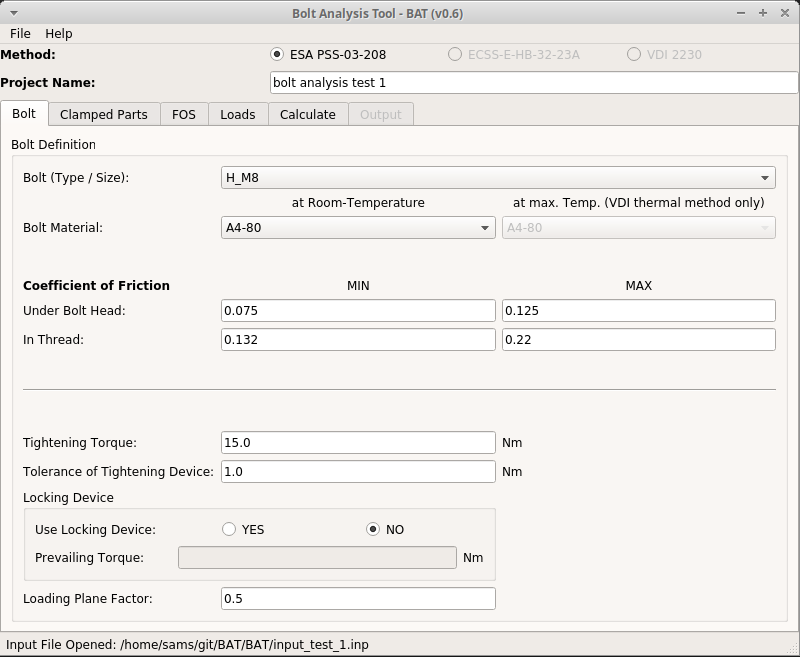 Bolt Analysis Tool - BAT (v0.6)
File Help
Method: ESA PSS-03-208 ECSS-E-HB-32-23A VDI 2230
Project Name: bolt analysis test 1
Bolt Clamped Parts FOS Loads Calculate Output
Bolt Definition
Bolt (Type / Size): H_M8
at Room-Temperature at max. Temp. (VDI thermal method only)
Bolt Material: A4-80 A4-80
Coefficient of Friction MIN MAX
Under Bolt Head: 0.075 0.125
In Thread: 0.132 0.22
Tightening Torque: 15.0 Nm
Tolerance of Tightening Device: 1.0 Nm
Locking Device
Use Locking Device: YES NO
Prevailing Torque: Nm
Loading Plane Factor: 0.5
Input File Opened: /home/sams/git/BAT/BAT/input_test_1.inp